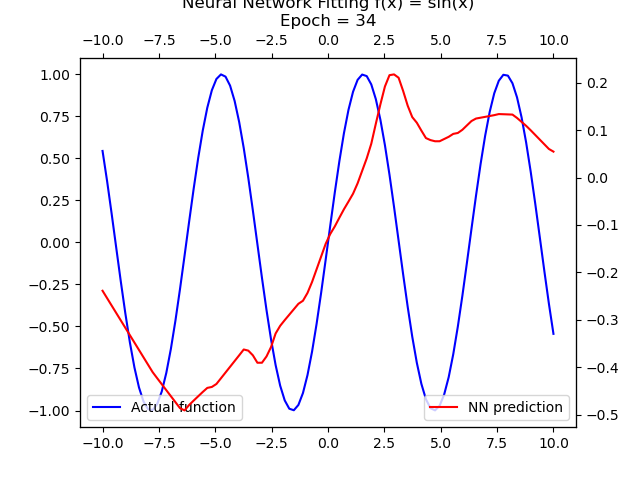 Neural Network Fitting f(x) = sin(x)
Epoch = 34
−10.0 −7.5 −5.0 −2.5 0.0 2.5 5.0 7.5 10.0
1.00
0.75
0.50
0.25
0.00
−0.25
−0.50
−0.75
−1.00
0.2
0.1
0.0
−0.1
−0.2
−0.3
−0.4
−0.5
Actual function
NN prediction
−10.0 −7.5 −5.0 −2.5 0.0 2.5 5.0 7.5 10.0